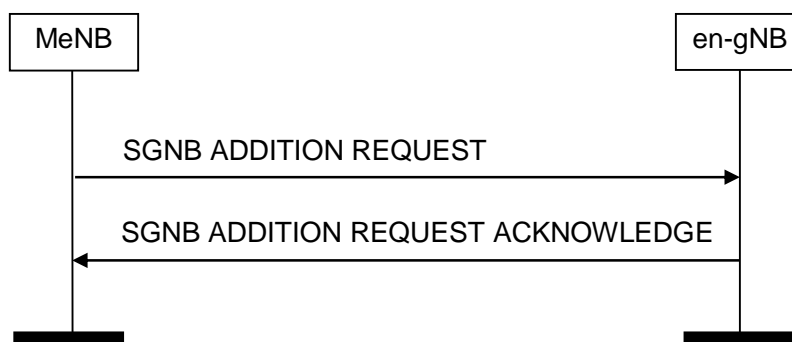 MeNB
en-gNB
SGNB ADDITION REQUEST
SGNB ADDITION REQUEST ACKNOWLEDGE